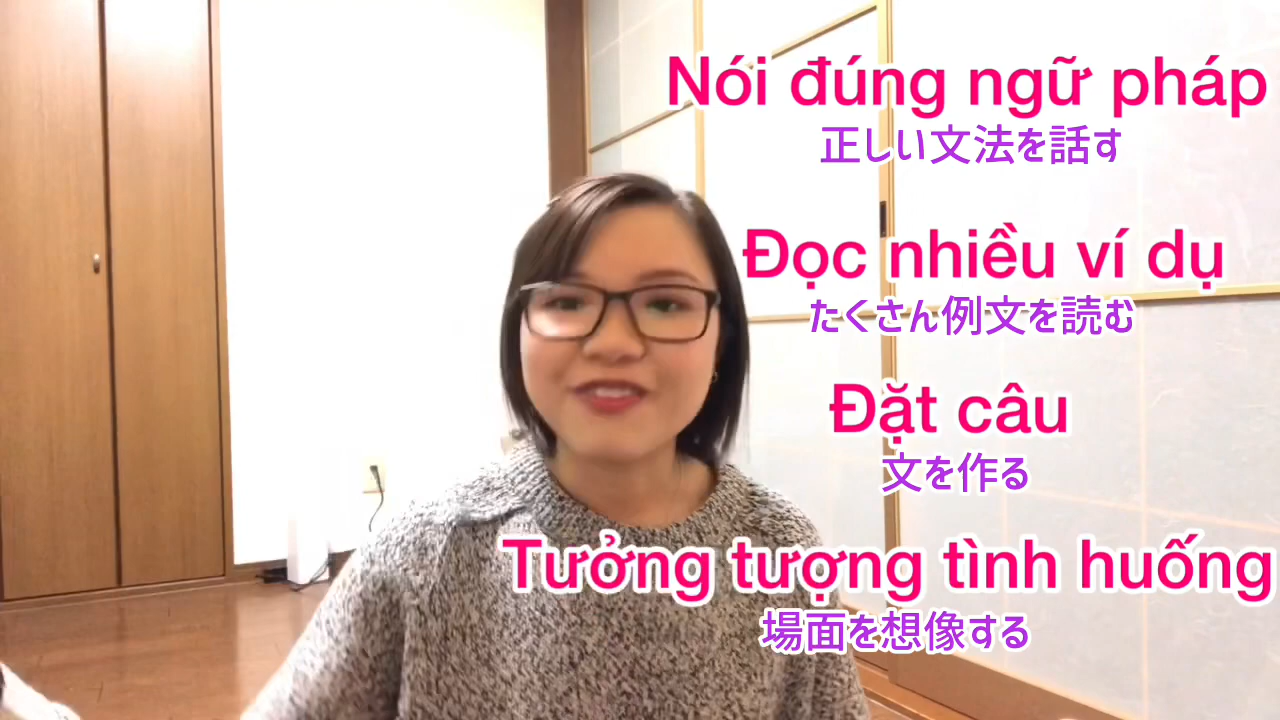 Nói đúng ngữ pháp
正しい文法を話す
Đọc nhiều ví dụ
たくさん例文を読む
Đặt câu
文を作る
Tưởng tượng tình huống
場面を想像する